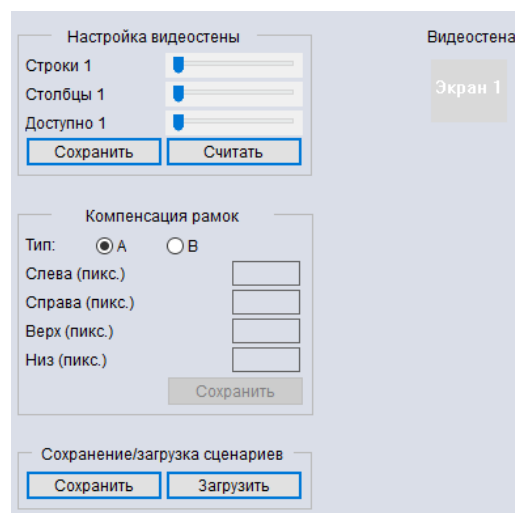 Настройка видеостены
Строки 1
Столбцы 1
Доступно 1
Сохранить Считать
Компенсация рамок
Тип: A B
Слева (пикс.)
Справа (пикс.)
Верх (пикс.)
Низ (пикс.)
Сохранить
Сохранение/загрузка сценариев
Сохранить Загрузить
Видеостена
Экран 1